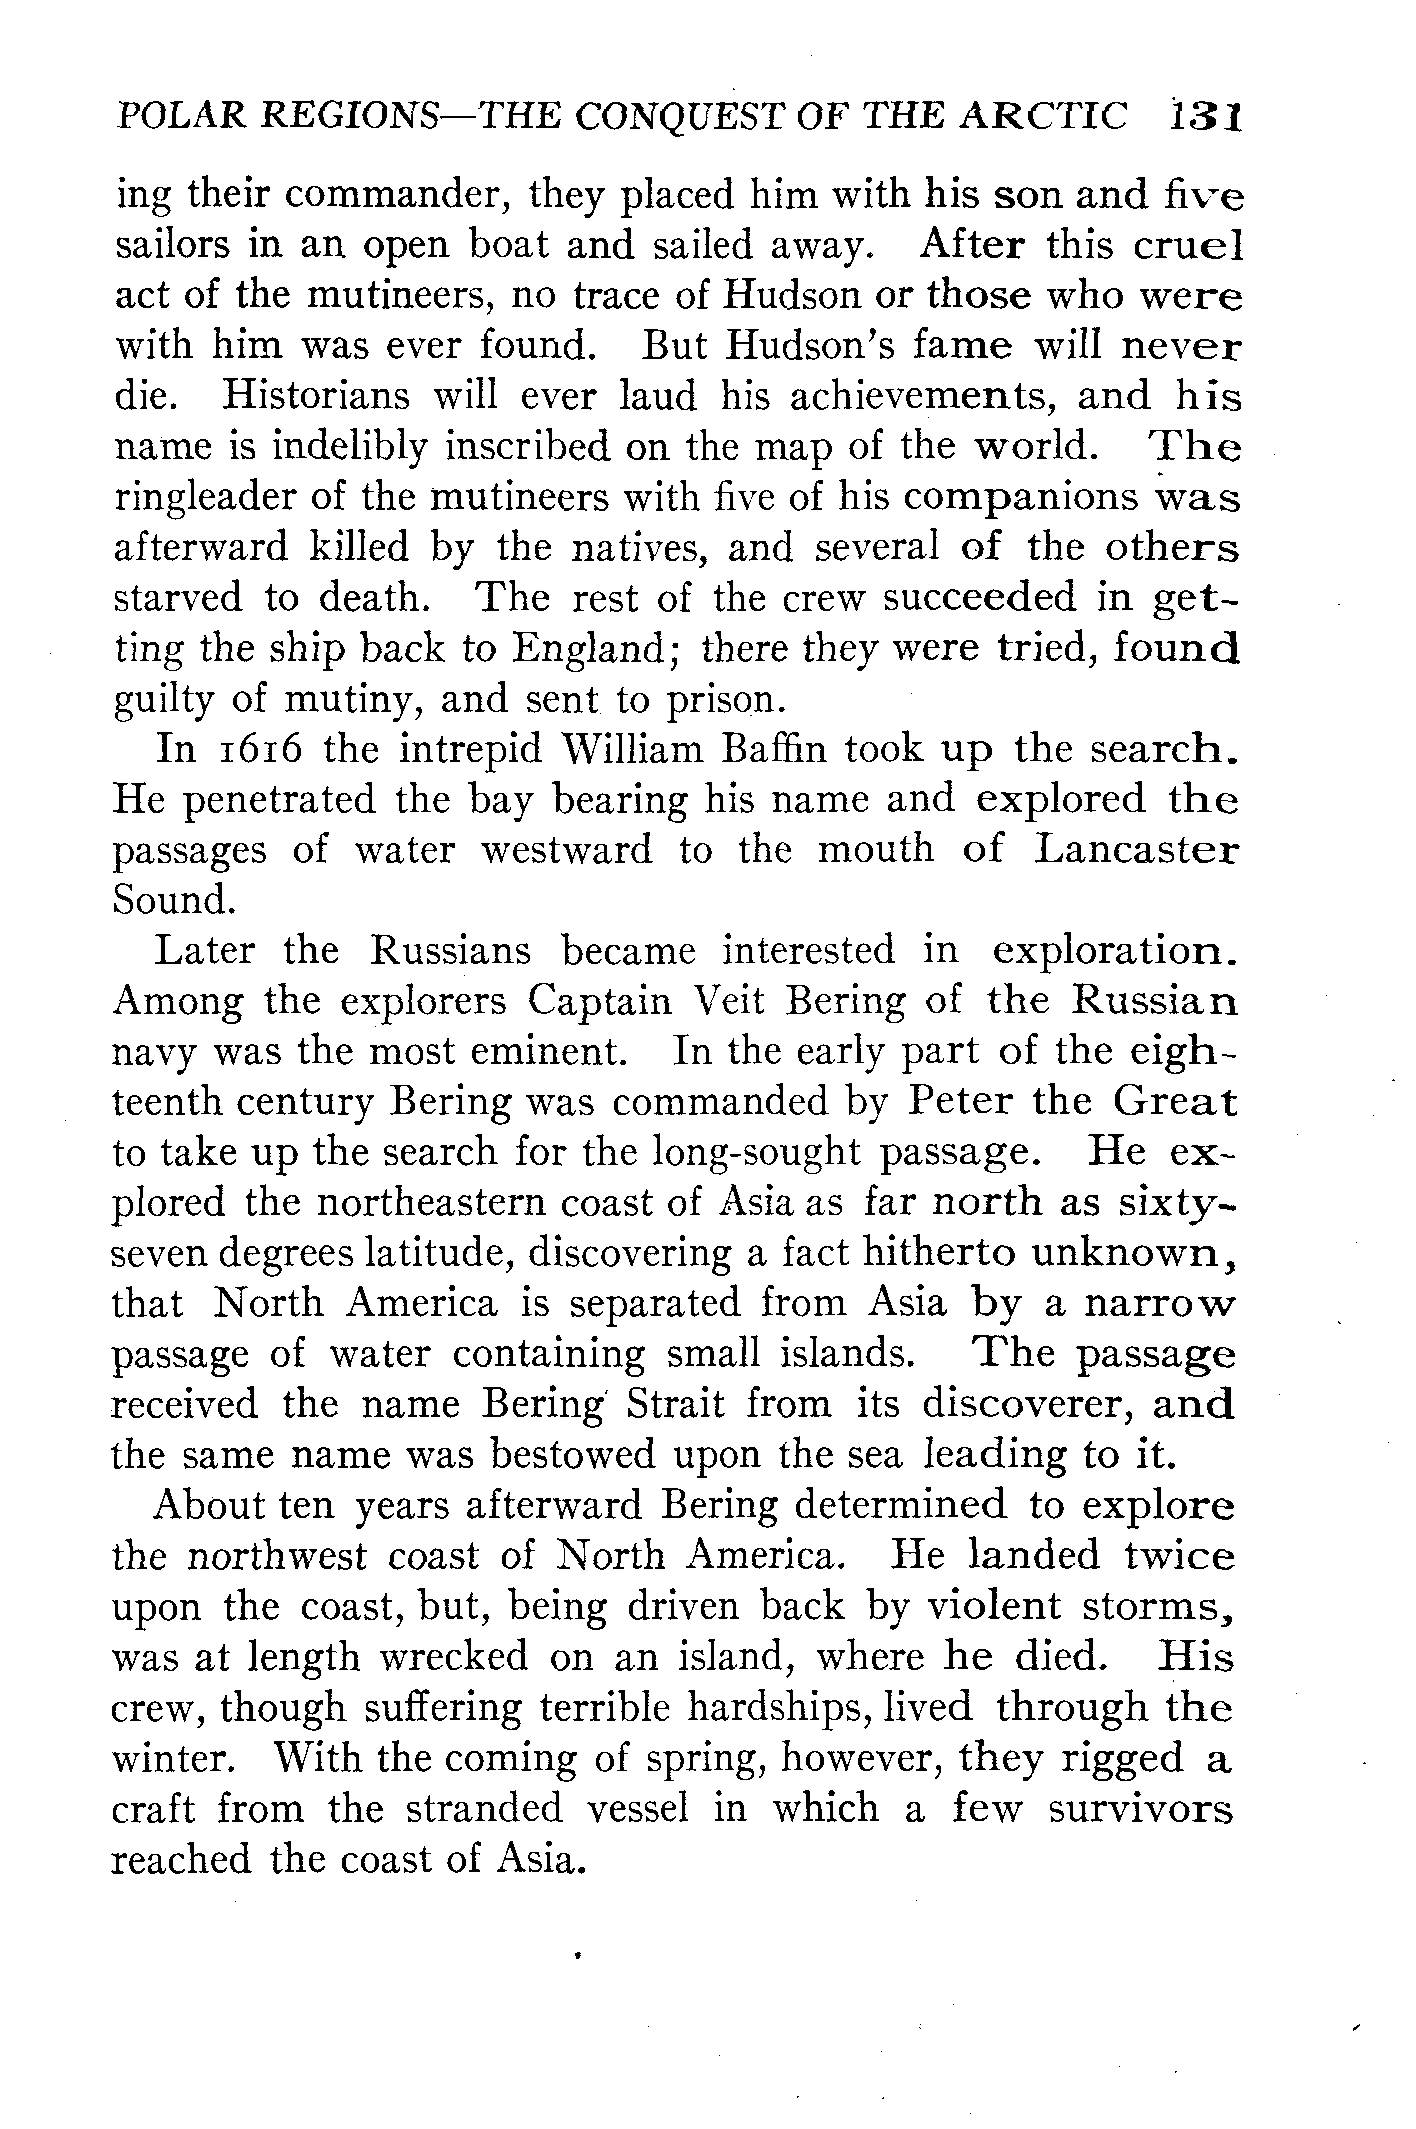 POLAR REGIONS—THE CONQUEST OF THE ARCTIC 131
ing their commander, they placed him with his son and five
sailors in an open boat and sailed away. After this cruel
act of the mutineers, no trace of Hudson or those who were
with him was ever found. But Hudson's fame will never
die. Historians will ever laud his achievements, and his
name is indelibly inscribed on the map of the world. The
ringleader of the mutineers with five of his companions was
afterward killed by the natives, and several of the others
starved to death. The rest of the crew succeeded in get-
ting the ship back to England; there they were tried, found
guilty of mutiny, and sent to prison.
In 1616 the intrepid William Baffin took up the search.
He penetrated the bay bearing his name and explored the
passages of water westward to the mouth of Lancaster
Sound.
Later the Russians became interested in exploration.
Among the explorers Captain Veit Bering of the Russian
navy was the most eminent. In the early part of the eigh-
teenth century Bering was commanded by Peter the Great
to take up the search for the long-sought passage. He ex-
plored the northeastern coast of Asia as far north as sixty-
seven degrees latitude, discovering a fact hitherto unknown,
that North America is separated from Asia by a narrow
passage of water containing small islands. The passage
received the name Bering Strait from its discoverer, and
the same name was bestowed upon the sea leading to it.
About ten years afterward Bering determined to explore
the northwest coast of North America. He landed twice
upon the coast, but, being driven back by violent storms,
was at length wrecked on an island, where he died. His
crew, though suffering terrible hardships, lived through the
winter. With the coming of spring, however, they rigged a
craft from the stranded vessel in which a few survivors
reached the coast of Asia.